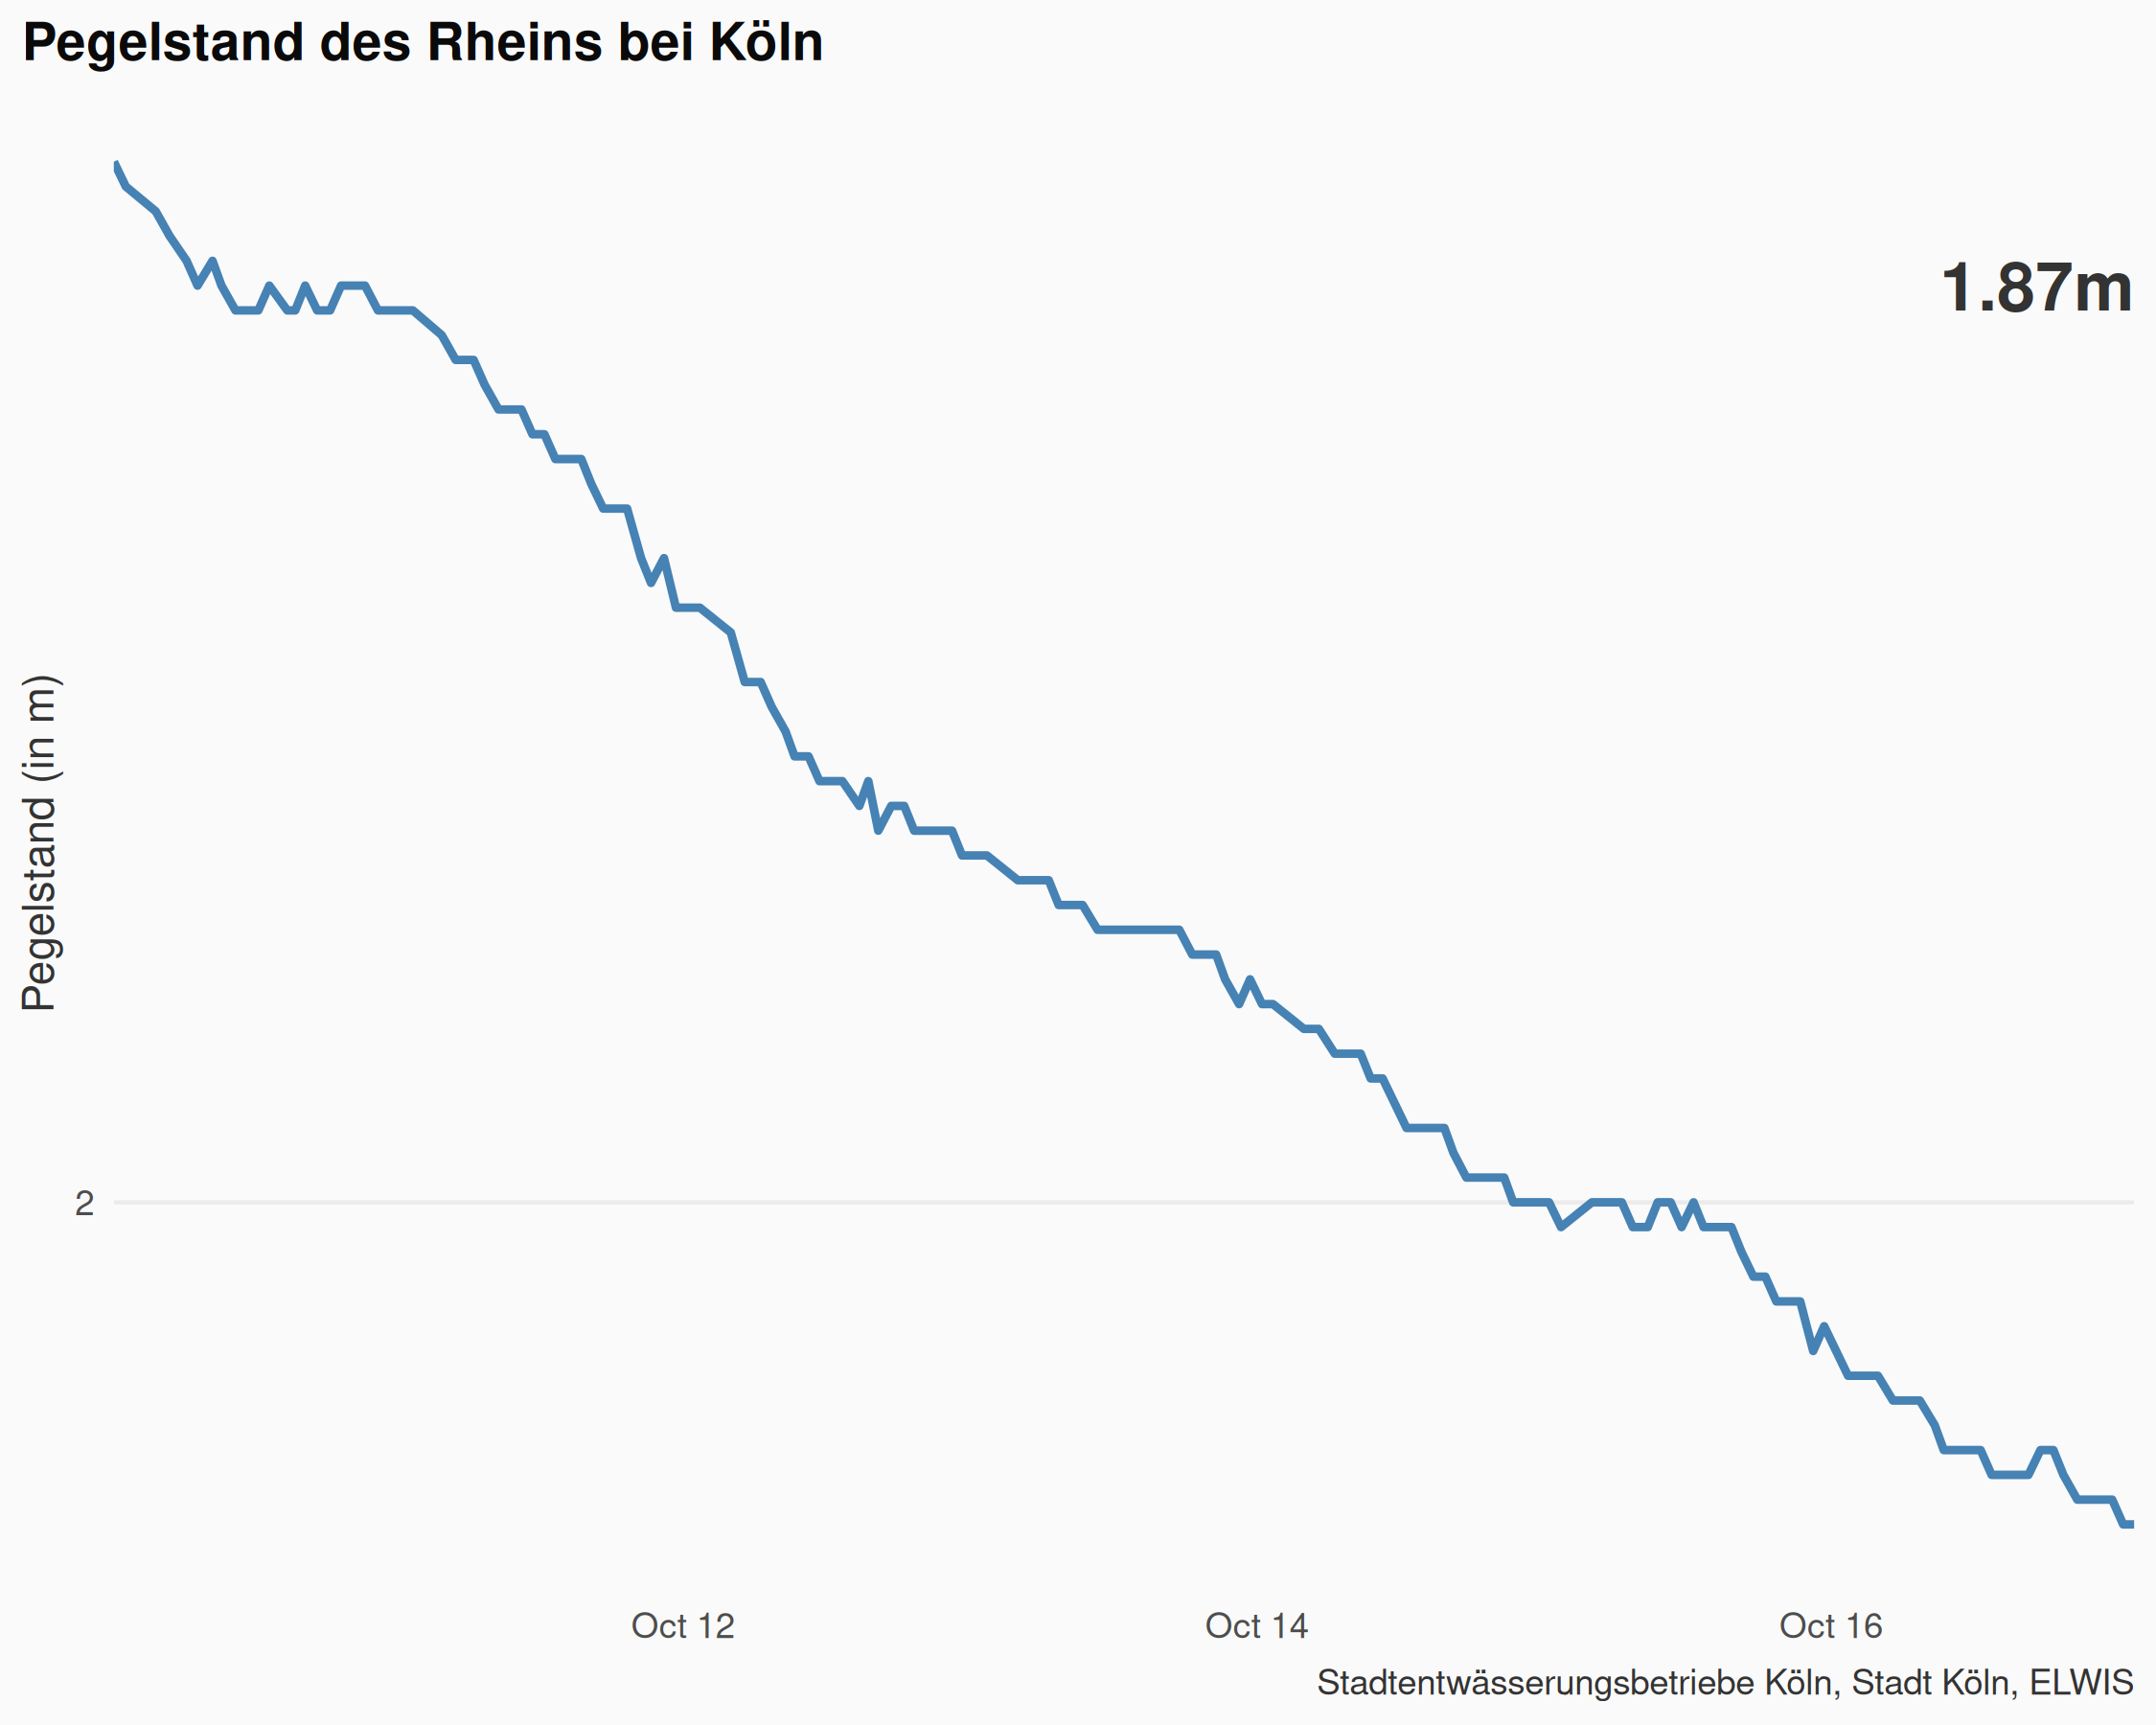 Pegelstand des Rheins bei Köln
1.87m
Pegelstand (in m)
2
Oct 12
Oct 14
Oct 16
Stadtentwässerungsbetriebe Köln, Stadt Köln, ELWIS